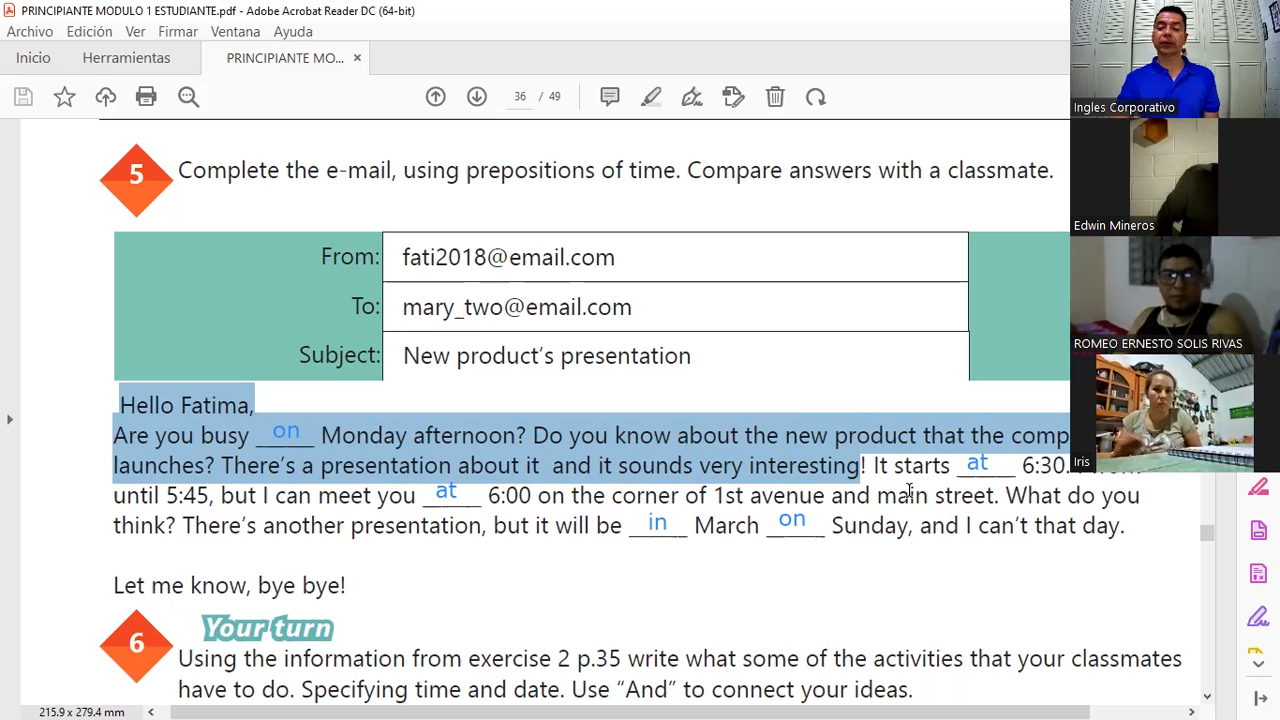 PRINCIPIANTE MODULO 1 ESTUDIANTE.pdf - Adobe Acrobat Reader DC (64-bit)
Archivo Edición Ver Firmar Ventana Ayuda
Inicio Herramientas PRINCIPIANTE MO... ×
36 / 49
5 Complete the e-mail, using prepositions of time. Compare answers with a classmate.
From: fati2018@email.com
To: mary_two@email.com
Subject: New product's presentation
Hello Fatima,
Are you busy on Monday afternoon? Do you know about the new product that the comp
launches? There's a presentation about it and it sounds very interesting! It starts at 6:30.
until 5:45, but I can meet you at 6:00 on the corner of 1st avenue and main street. What do you
think? There's another presentation, but it will be in March on Sunday, and I can't that day.
Let me know, bye bye!
6 Your turn
Using the information from exercise 2 p.35 write what some of the activities that your classmates
have to do. Specifying time and date. Use “And” to connect your ideas.
215.9 x 279.4 mm
Ingles Corporativo
Edwin Mineros
ROMEO ERNESTO SOLIS RIVAS
Iris